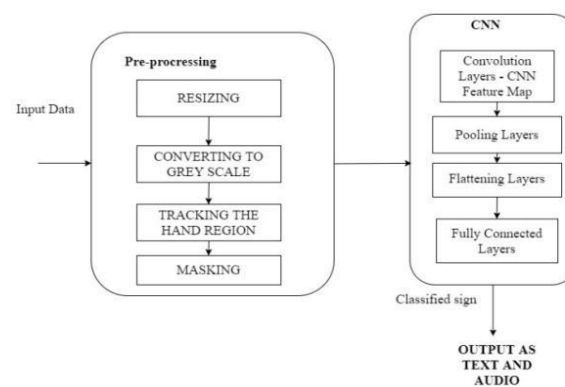 Input Data
Pre-procressing
RESIZING
CONVERTING TO
GREY SCALE
TRACKING THE
HAND REGION
MASKING
CNN
Convolution
Layers - CNN
Feature Map
Pooling Layers
Flattening Layers
Fully Connected
Layers
Classified sign
OUTPUT AS
TEXT AND
AUDIO